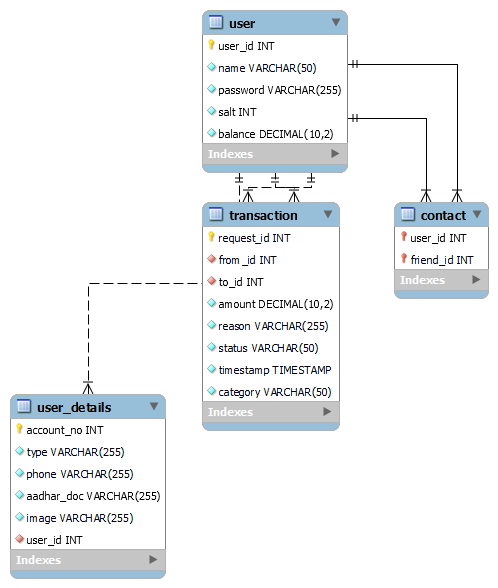 user
user_id INT
name VARCHAR(50)
password VARCHAR(255)
salt INT
balance DECIMAL(10,2)
Indexes
transaction
request_id INT
from_id INT
to_id INT
amount DECIMAL(10,2)
reason VARCHAR(255)
status VARCHAR(50)
timestamp TIMESTAMP
category VARCHAR(50)
Indexes
contact
user_id INT
friend_id INT
Indexes
user_details
account_no INT
type VARCHAR(255)
phone VARCHAR(255)
aadhar_doc VARCHAR(255)
image VARCHAR(255)
user_id INT
Indexes